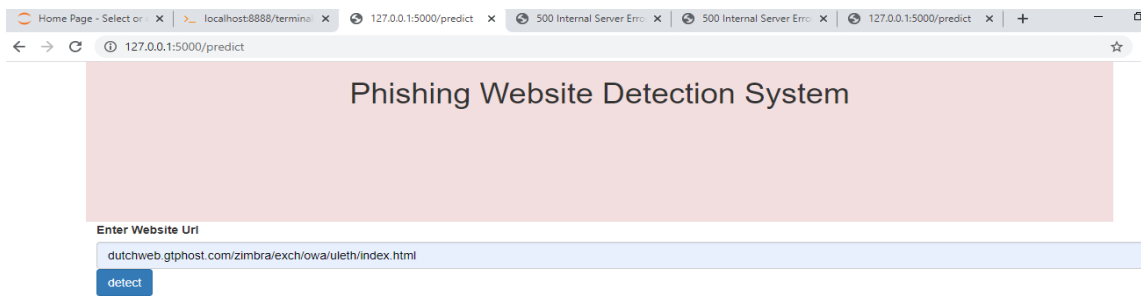 Home Page - Select or
localhost:8888/termina
127.0.0.1:5000/predict
500 Internal Server Erro
500 Internal Server Erro
127.0.0.1:5000/predict
127.0.0.1:5000/predict
Phishing Website Detection System
Enter Website Url
dutchweb.gtphost.com/zimbra/exch/owa/uleth/index.html
detect